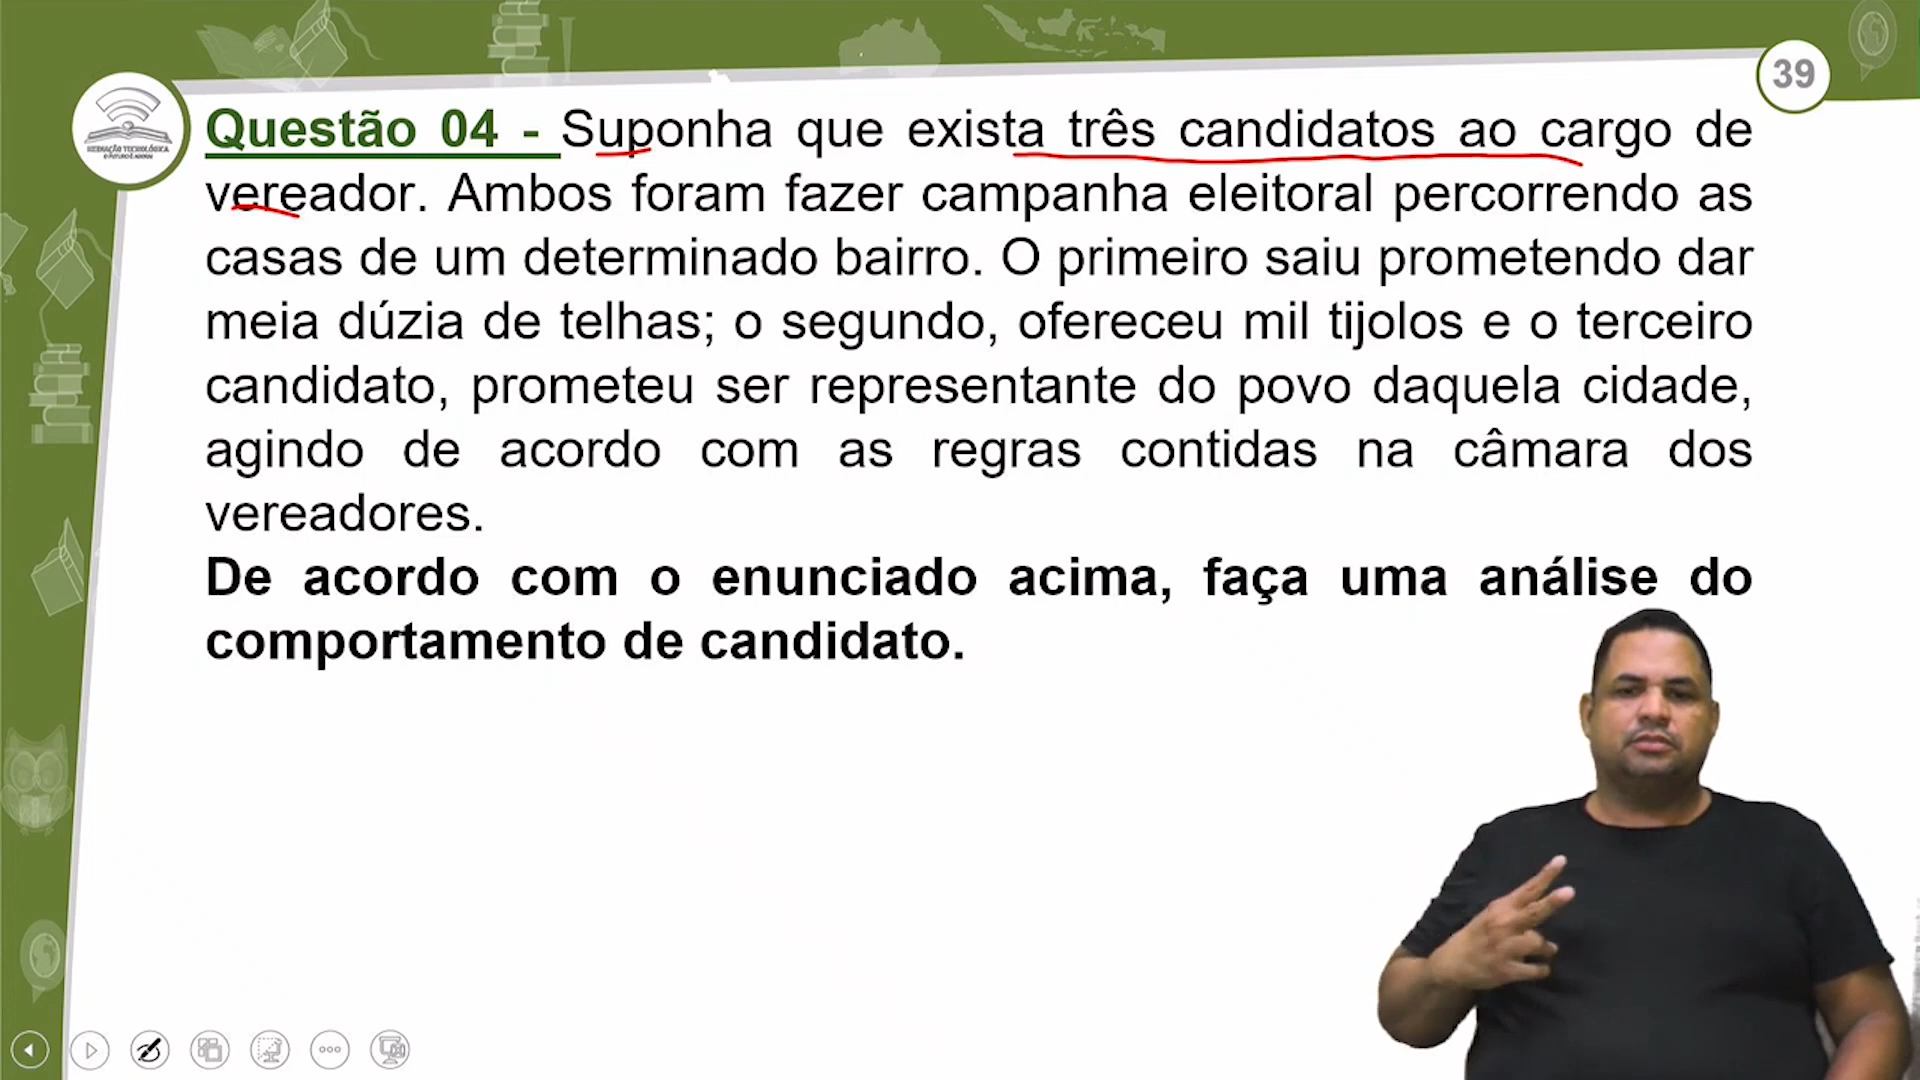 39
Questão 04 - Suponha que exista três candidatos ao cargo de
vereador. Ambos foram fazer campanha eleitoral percorrendo as
casas de um determinado bairro. O primeiro saiu prometendo dar
meia dúzia de telhas; o segundo, ofereceu mil tijolos e o terceiro
candidato, prometeu ser representante do povo daquela cidade,
agindo de acordo com as regras contidas na câmara dos
vereadores.
De acordo com o enunciado acima, faça uma análise do
comportamento de candidato.